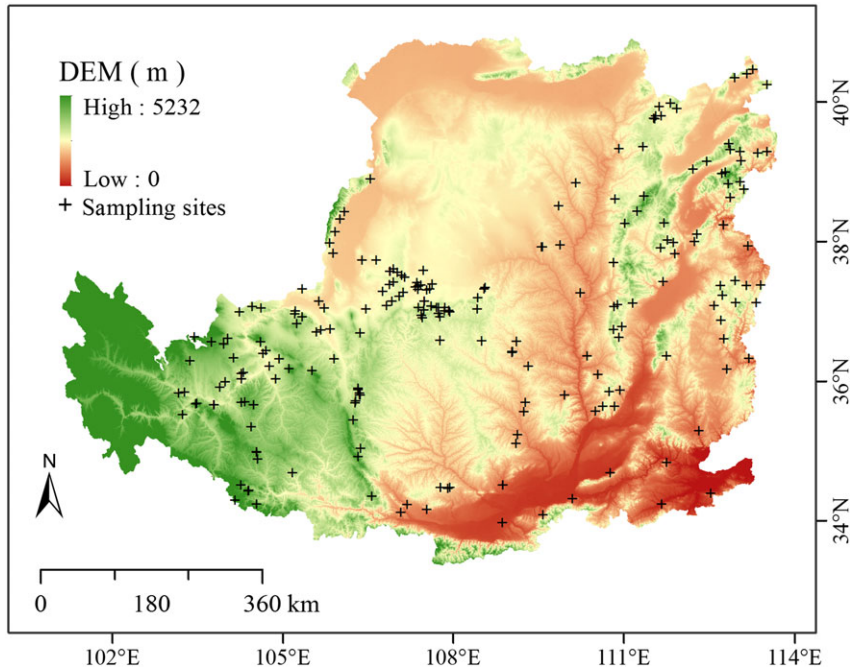 DEM ( m )
High : 5232
Low : 0
+ Sampling sites
N
0 180 360 km
40°N
38°N
36°N
34°N
102°E 105°E 108°E 111°E 114°E